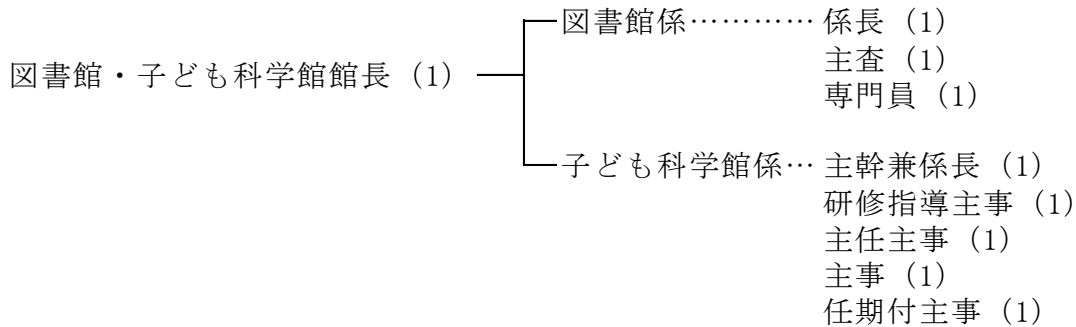 図書館・子ども科学館館長（1）
図書館係………… 係長（1）
主査（1）
専門員（1）
子ども科学館係… 主幹兼係長（1）
研修指導主事（1）
主任主事（1）
主事（1）
任期付主事（1）